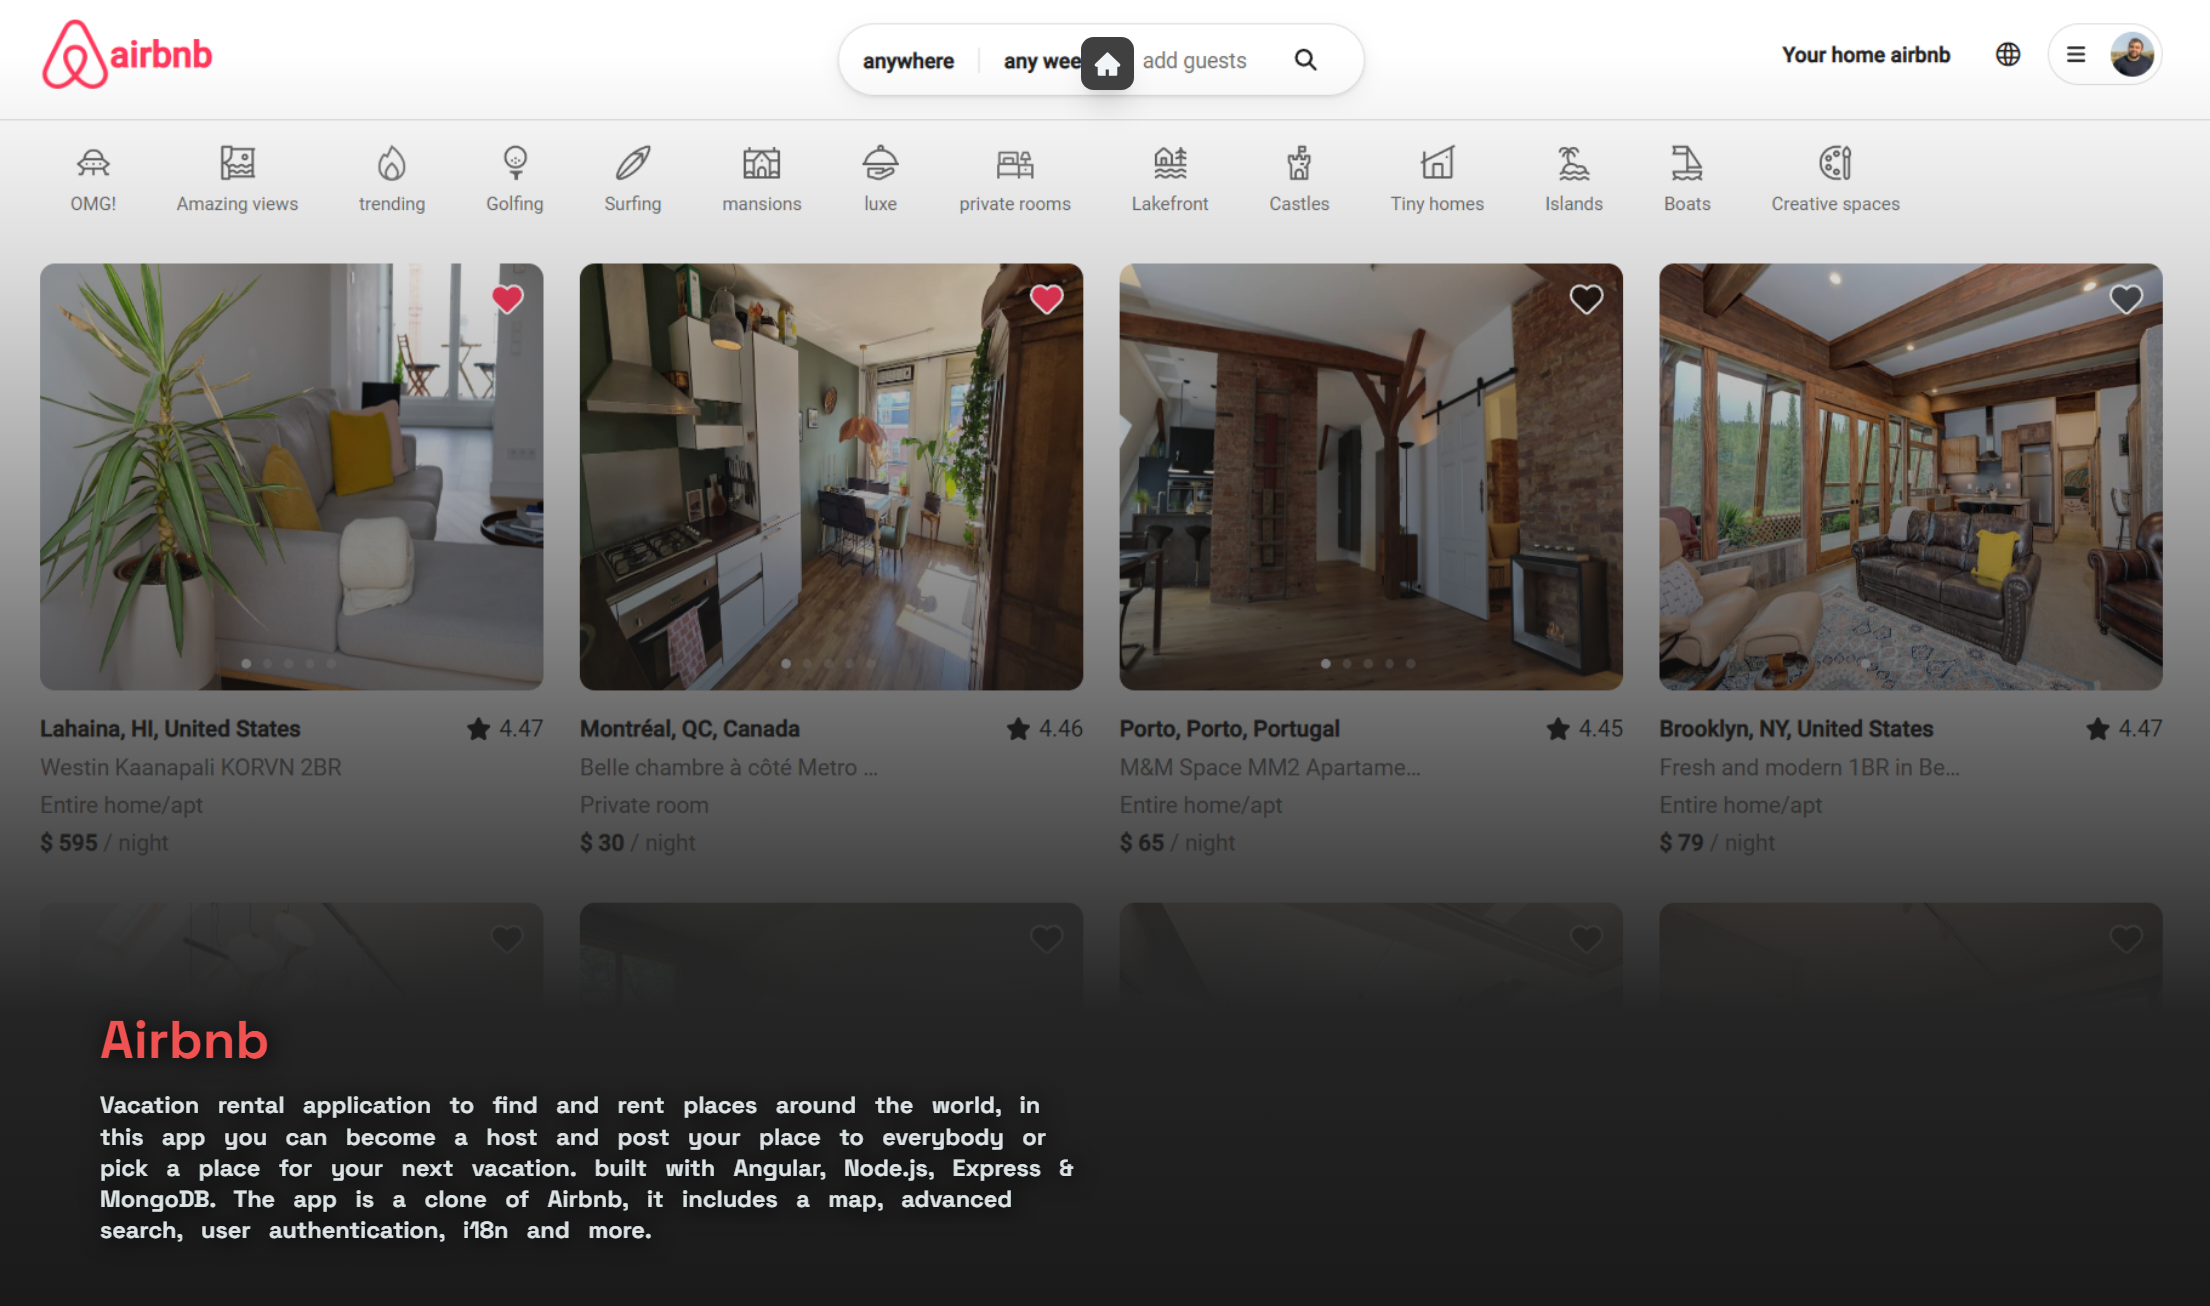 airbnb
anywhere
any wee
add guests
Your home airbnb
OMG!
Amazing views
trending
Golfing
Surfing
mansions
luxe
private rooms
Lakefront
Castles
Tiny homes
Islands
Boats
Creative spaces
Lahaina, HI, United States 4.47
Westin Kaanapali KORVN 2BR
Entire home/apt
$ 595 / night
Montréal, QC, Canada 4.46
Belle chambre à côté Metro ...
Private room
$ 30 / night
Porto, Porto, Portugal 4.45
M&M Space MM2 Apartame...
Entire home/apt
$ 65 / night
Brooklyn, NY, United States 4.47
Fresh and modern 1BR in Be...
Entire home/apt
$ 79 / night
Airbnb
Vacation rental application to find and rent places around the world, in
this app you can become a host and post your place to everybody or
pick a place for your next vacation. built with Angular, Node.js, Express &
MongoDB. The app is a clone of Airbnb, it includes a map, advanced
search, user authentication, i18n and more.